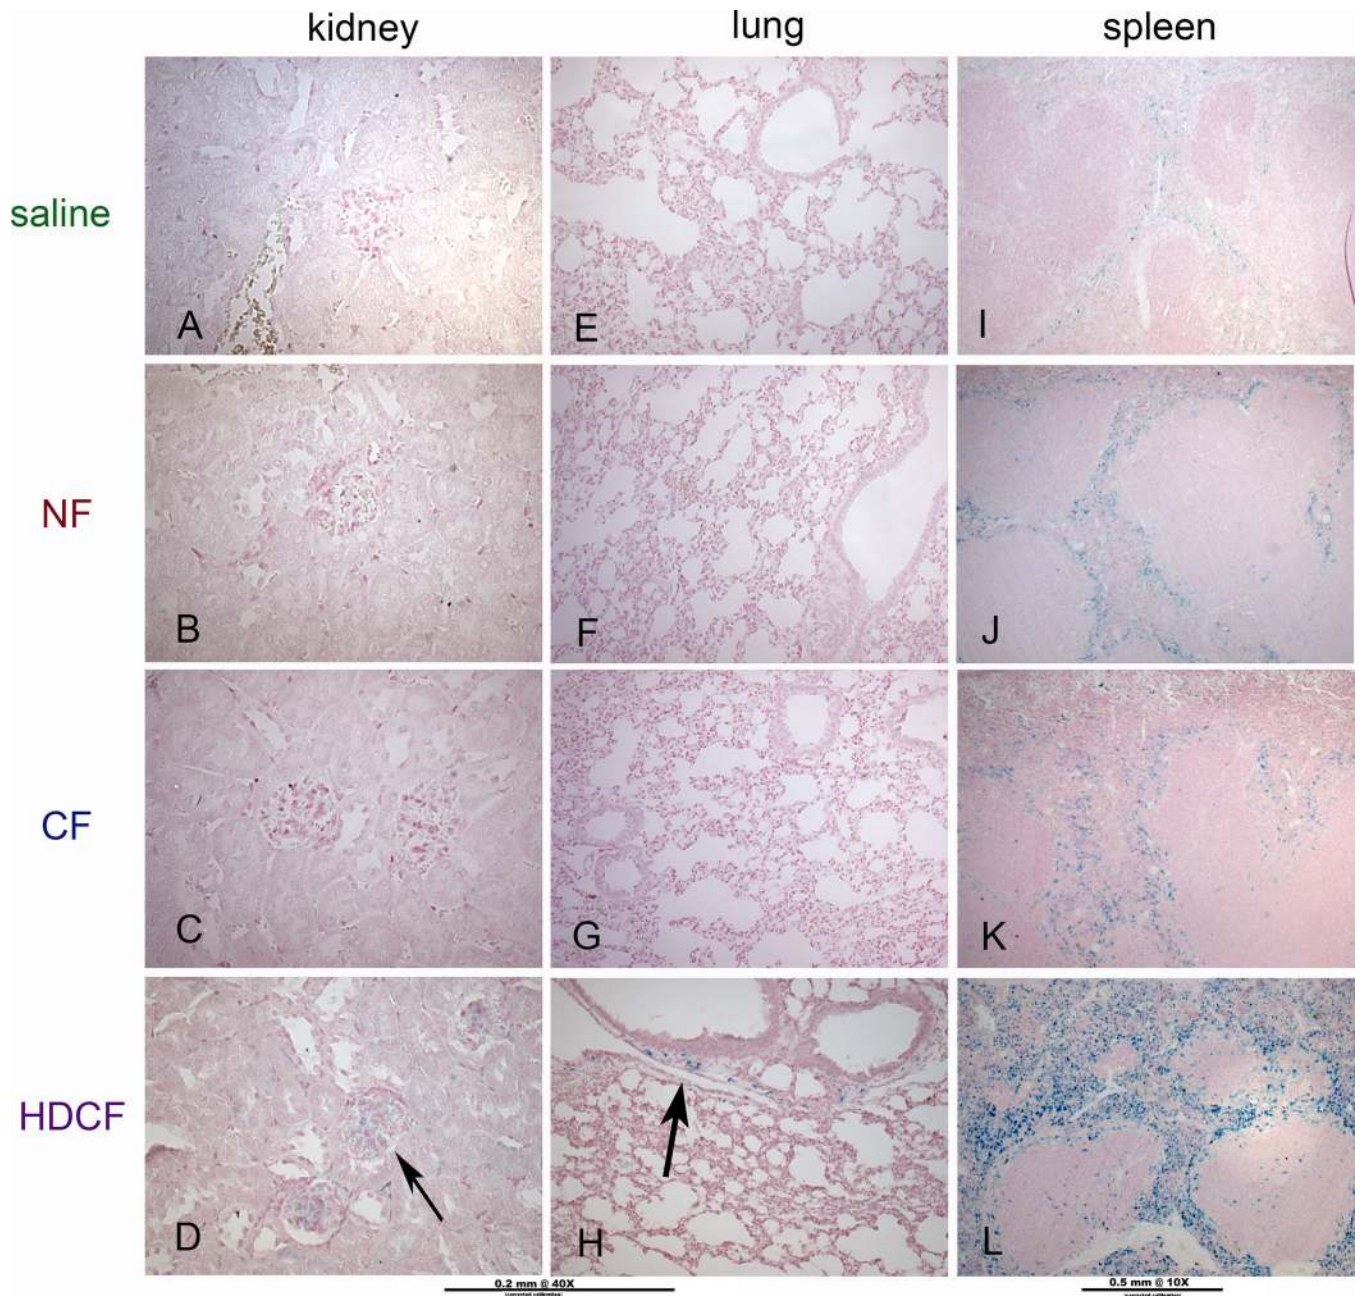 kidney lung spleen
saline
A E I
NF
B F J
CF
C G K
HDCF
D H L
0.2 mm @ 40X 0.5 mm @ 10X